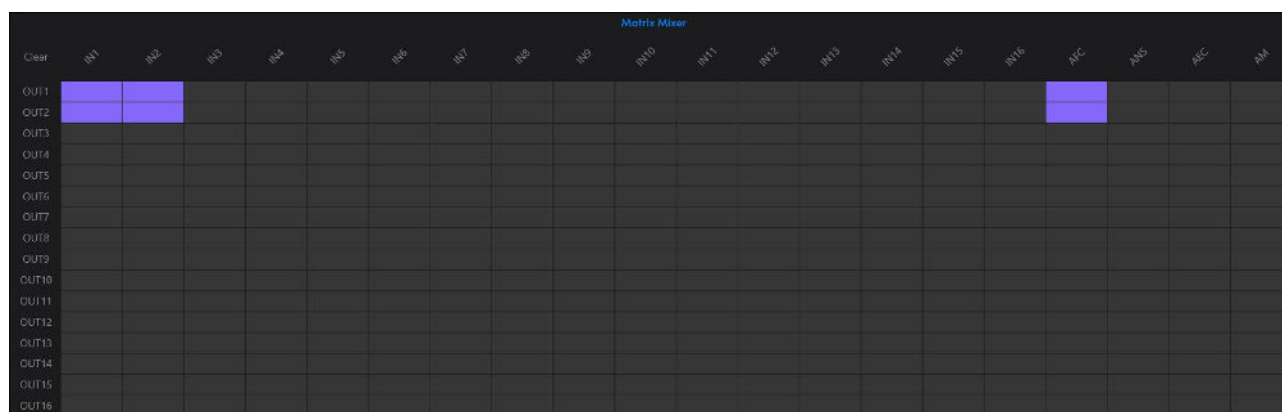 Matrix Mixer
Clear IN1 IN2 IN3 IN4 IN5 IN6 IN7 IN8 IN9 IN10 IN11 IN12 IN13 IN14 IN15 IN16 AFC ANS AEC AM
OUT1
OUT2
OUT3
OUT4
OUT5
OUT6
OUT7
OUT8
OUT9
OUT10
OUT11
OUT12
OUT13
OUT14
OUT15
OUT16